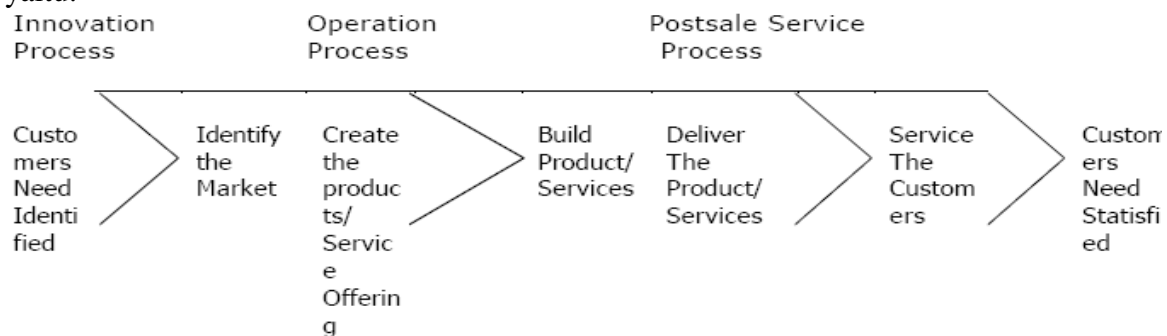 yaitu:
Innovation
Process
Operation
Process
Postsale Service
Process
Custo
mers
Need
Identi
fied
Identify
the
Market
Create
the
produc
ts/
Servic
e
Offerin
g
Build
Product/
Services
Deliver
The
Product/
Services
Service
The
Custom
ers
Custom
ers
Need
Statisfi
ed